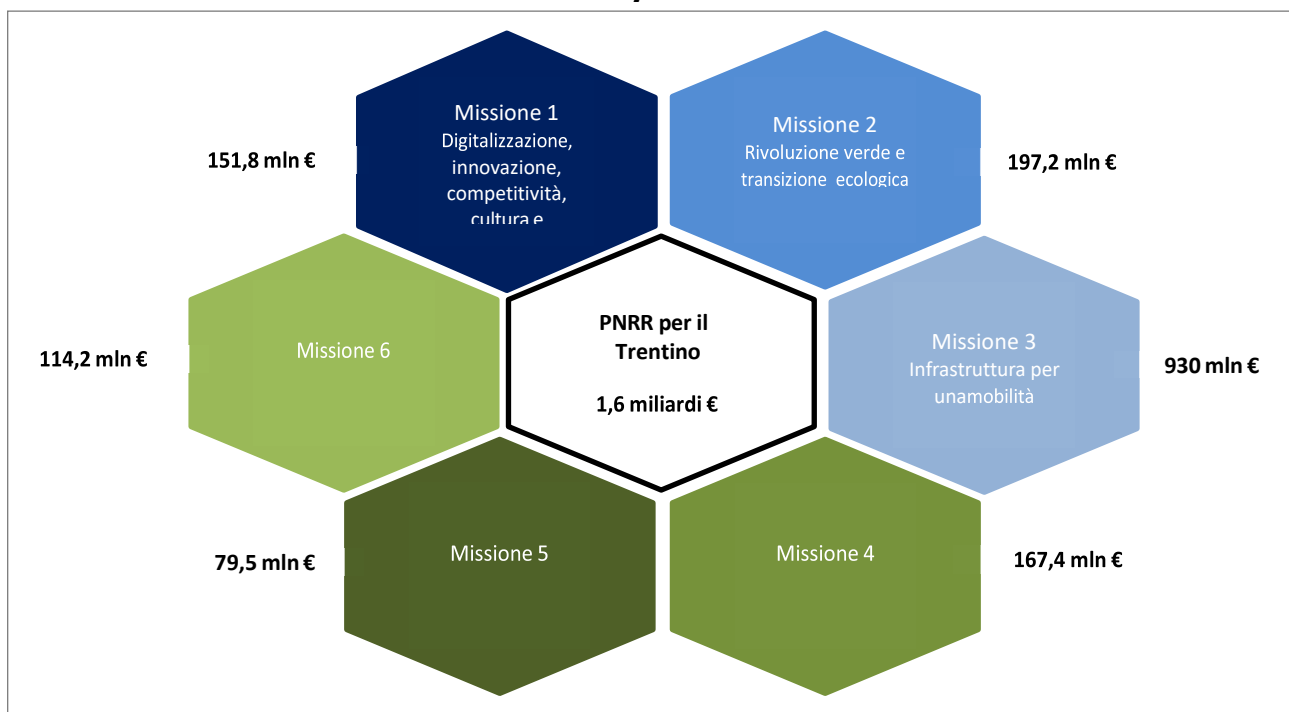 Missione 1
Digitalizzazione,
innovazione,
competitività,
cultura e
151,8 mln €
Missione 2
Rivoluzione verde e
transizione ecologica
197,2 mln €
Missione 6
114,2 mln €
PNRR per il
Trentino
1,6 miliardi €
Missione 3
Infrastruttura per
unamobilità
930 mln €
Missione 5
79,5 mln €
Missione 4
167,4 mln €